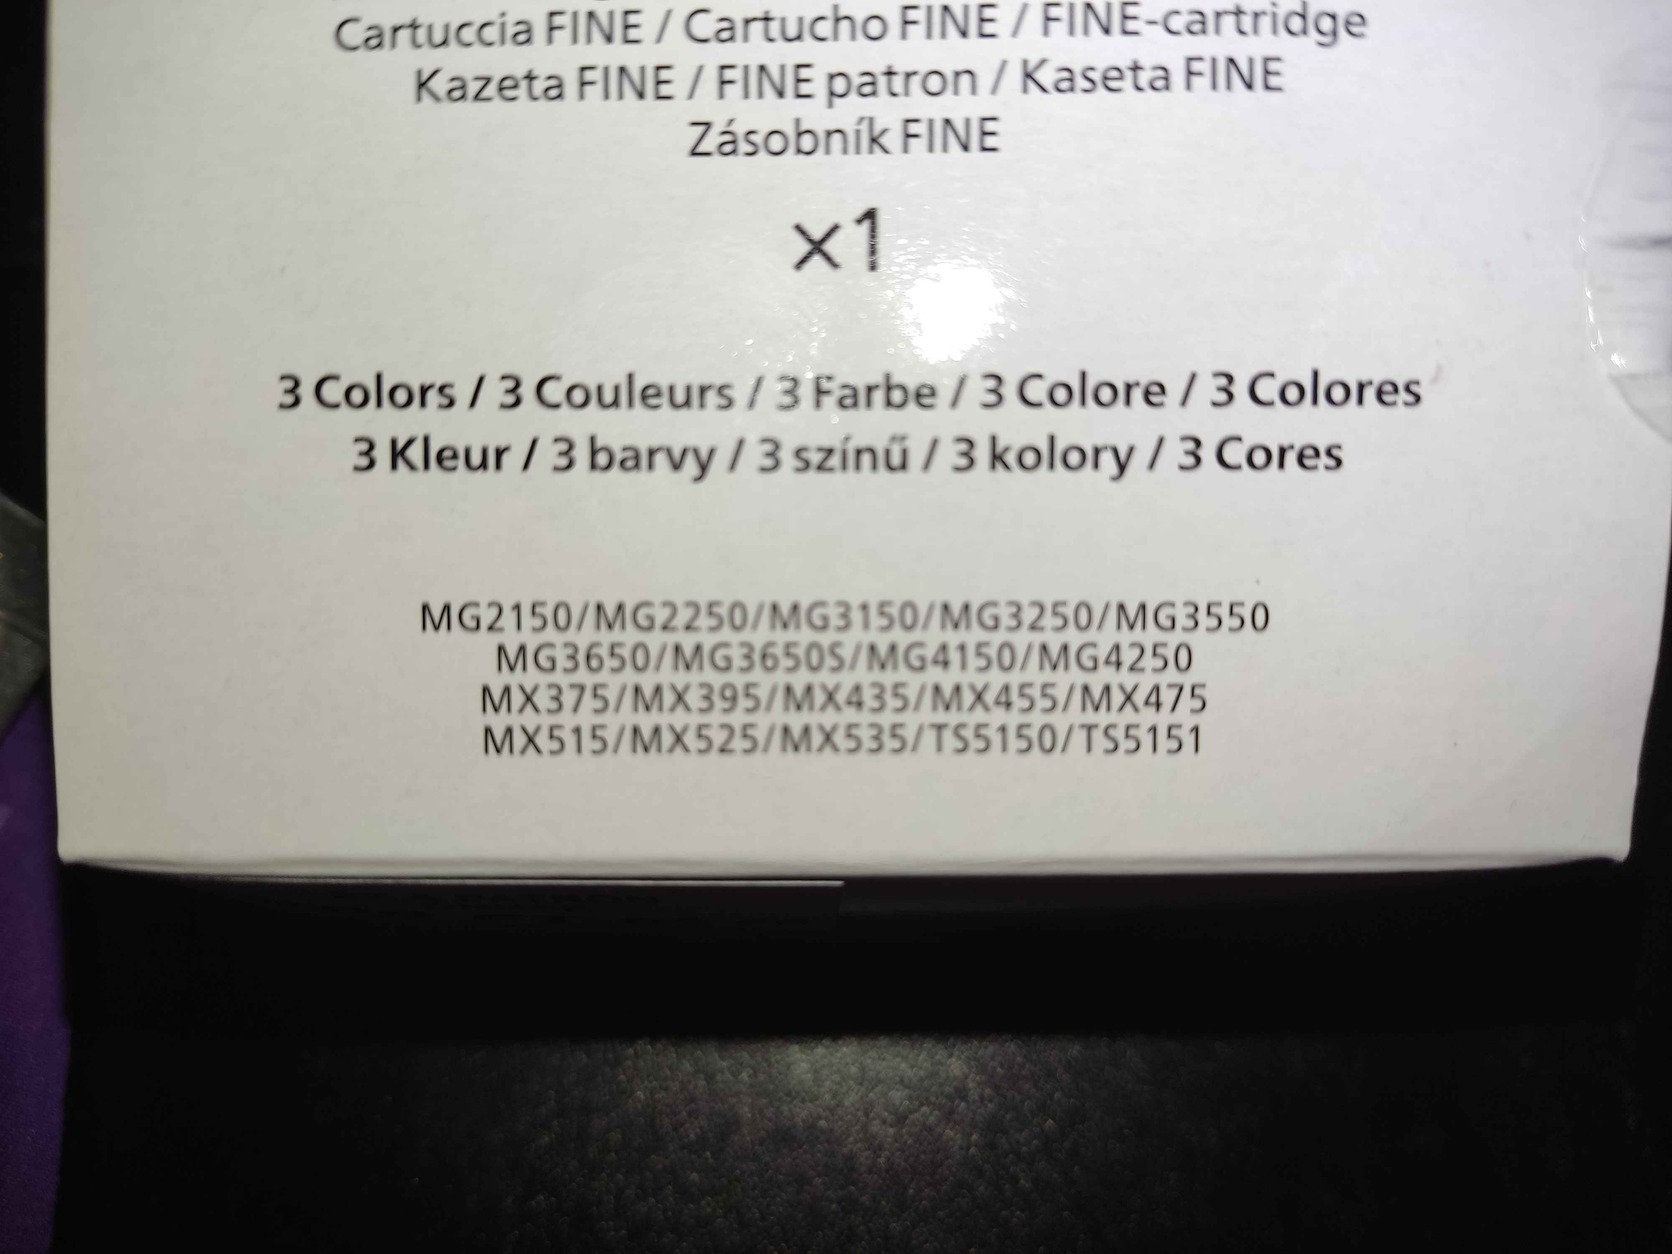 Cartuccia FINE / Cartucho FINE / FINE-cartridge
Kazeta FINE / FINE patron / Kaseta FINE
Zásobník FINE
x1
3 Colors / 3 Couleurs / 3 Farbe / 3 Colore / 3 Colores
3 Kleur / 3 barvy / 3 színű / 3 kolory / 3 Cores
MG2150/MG2250/MG3150/MG3250/MG3550
MG3650/MG3650S/MG4150/MG4250
MX375/MX395/MX435/MX455/MX475
MX515/MX525/MX535/TS5150/TS5151